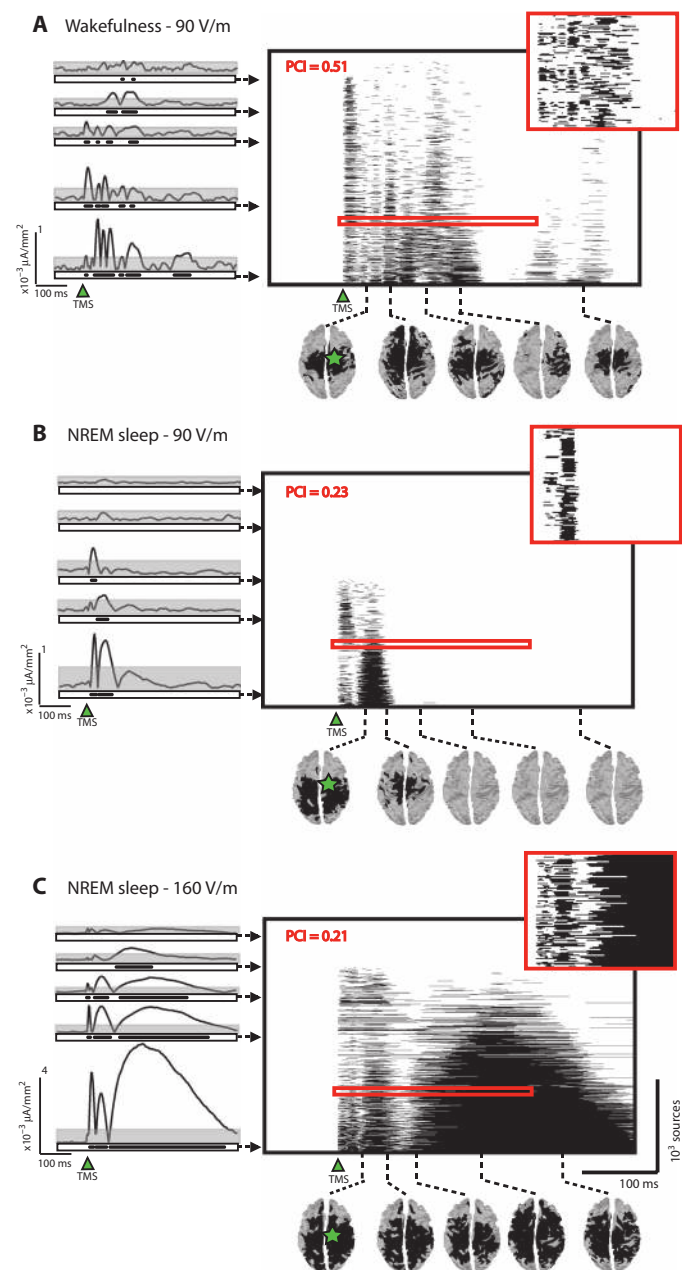 A Wakefulness - 90 V/m
PCI = 0.51
1
x10⁻³ µA/mm²
100 ms
TMS
TMS
B NREM sleep - 90 V/m
PCI = 0.23
1
x10⁻³ µA/mm²
100 ms
TMS
TMS
C NREM sleep - 160 V/m
PCI = 0.21
4
x10⁻³ µA/mm²
100 ms
TMS
TMS
10³ sources
100 ms